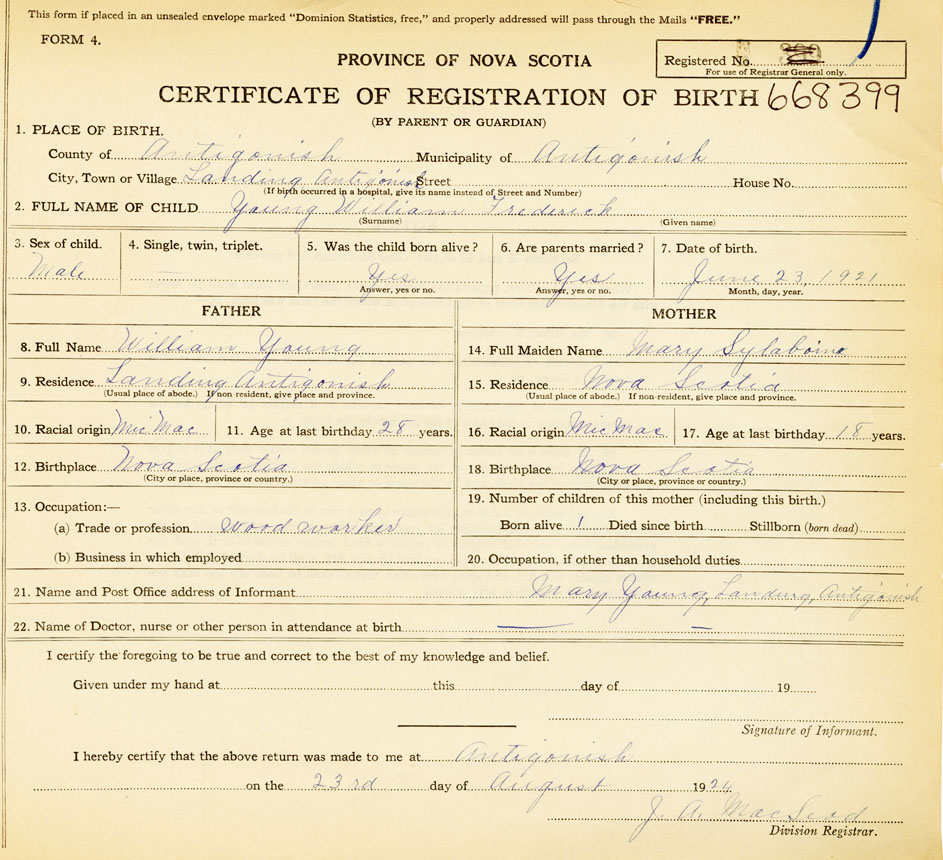 This form if placed in an unsealed envelope marked "Dominion Statistics, free," and properly addressed will pass through the Mails "FREE."
FORM 4.
PROVINCE OF NOVA SCOTIA
Registered No.
For use of Registrar General only.
CERTIFICATE OF REGISTRATION OF BIRTH 668399
(BY PARENT OR GUARDIAN)
1. PLACE OF BIRTH.
County of Antigonish Municipality of Antigonish
City, Town or Village Landing Antigonish Street House No.
(If birth occurred in a hospital, give its name instead of Street and Number)
2. FULL NAME OF CHILD Young William Frederick
(Surname) (Given name)
3. Sex of child. 4. Single, twin, triplet. 5. Was the child born alive? 6. Are parents married? 7. Date of birth.
Male — Yes Yes June 23, 1921
Answer, yes or no. Answer, yes or no. Month, day, year.
FATHER MOTHER
8. Full Name William Young 14. Full Maiden Name Mary Sylaboine
9. Residence Landing Antigonish 15. Residence Nova Scotia
(Usual place of abode.) If non resident, give place and province. (Usual place of abode.) If non-resident, give place and province.
10. Racial origin Mic Mac 11. Age at last birthday 28 years. 16. Racial origin Mic Mac 17. Age at last birthday 18 years.
12. Birthplace Nova Scotia 18. Birthplace Nova Scotia
(City or place, province or country.) (City or place, province or country.)
13. Occupation:— 19. Number of children of this mother (including this birth.)
(a) Trade or profession wood worker Born alive 1 Died since birth Stillborn (born dead)
(b) Business in which employed 20. Occupation, if other than household duties
21. Name and Post Office address of Informant Mary Young, Landing, Antigonish
22. Name of Doctor, nurse or other person in attendance at birth — —
I certify the foregoing to be true and correct to the best of my knowledge and belief.
Given under my hand at this day of 19
Signature of Informant.
I hereby certify that the above return was made to me at Antigonish
on the 23rd day of August 19
J. A. MacLeod
Division Registrar.